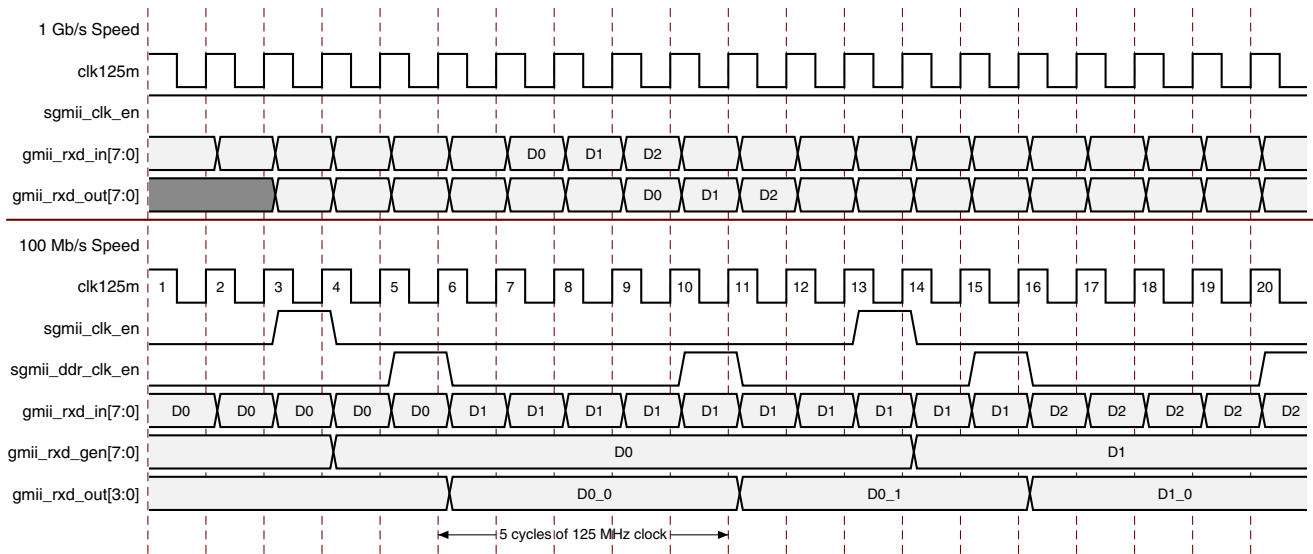 1 Gb/s Speed
clk125m
sgmii_clk_en
gmii_rxd_in[7:0] D0 D1 D2
gmii_rxd_out[7:0] D0 D1 D2
100 Mb/s Speed
clk125m 1 2 3 4 5 6 7 8 9 10 11 12 13 14 15 16 17 18 19 20
sgmii_clk_en
sgmii_ddr_clk_en
gmii_rxd_in[7:0] D0 D0 D0 D0 D0 D1 D1 D1 D1 D1 D1 D1 D1 D1 D1 D2 D2 D2 D2 D2
gmii_rxd_gen[7:0] D0 D1
gmii_rxd_out[3:0] D0_0 D0_1 D1_0
5 cycles of 125 MHz clock